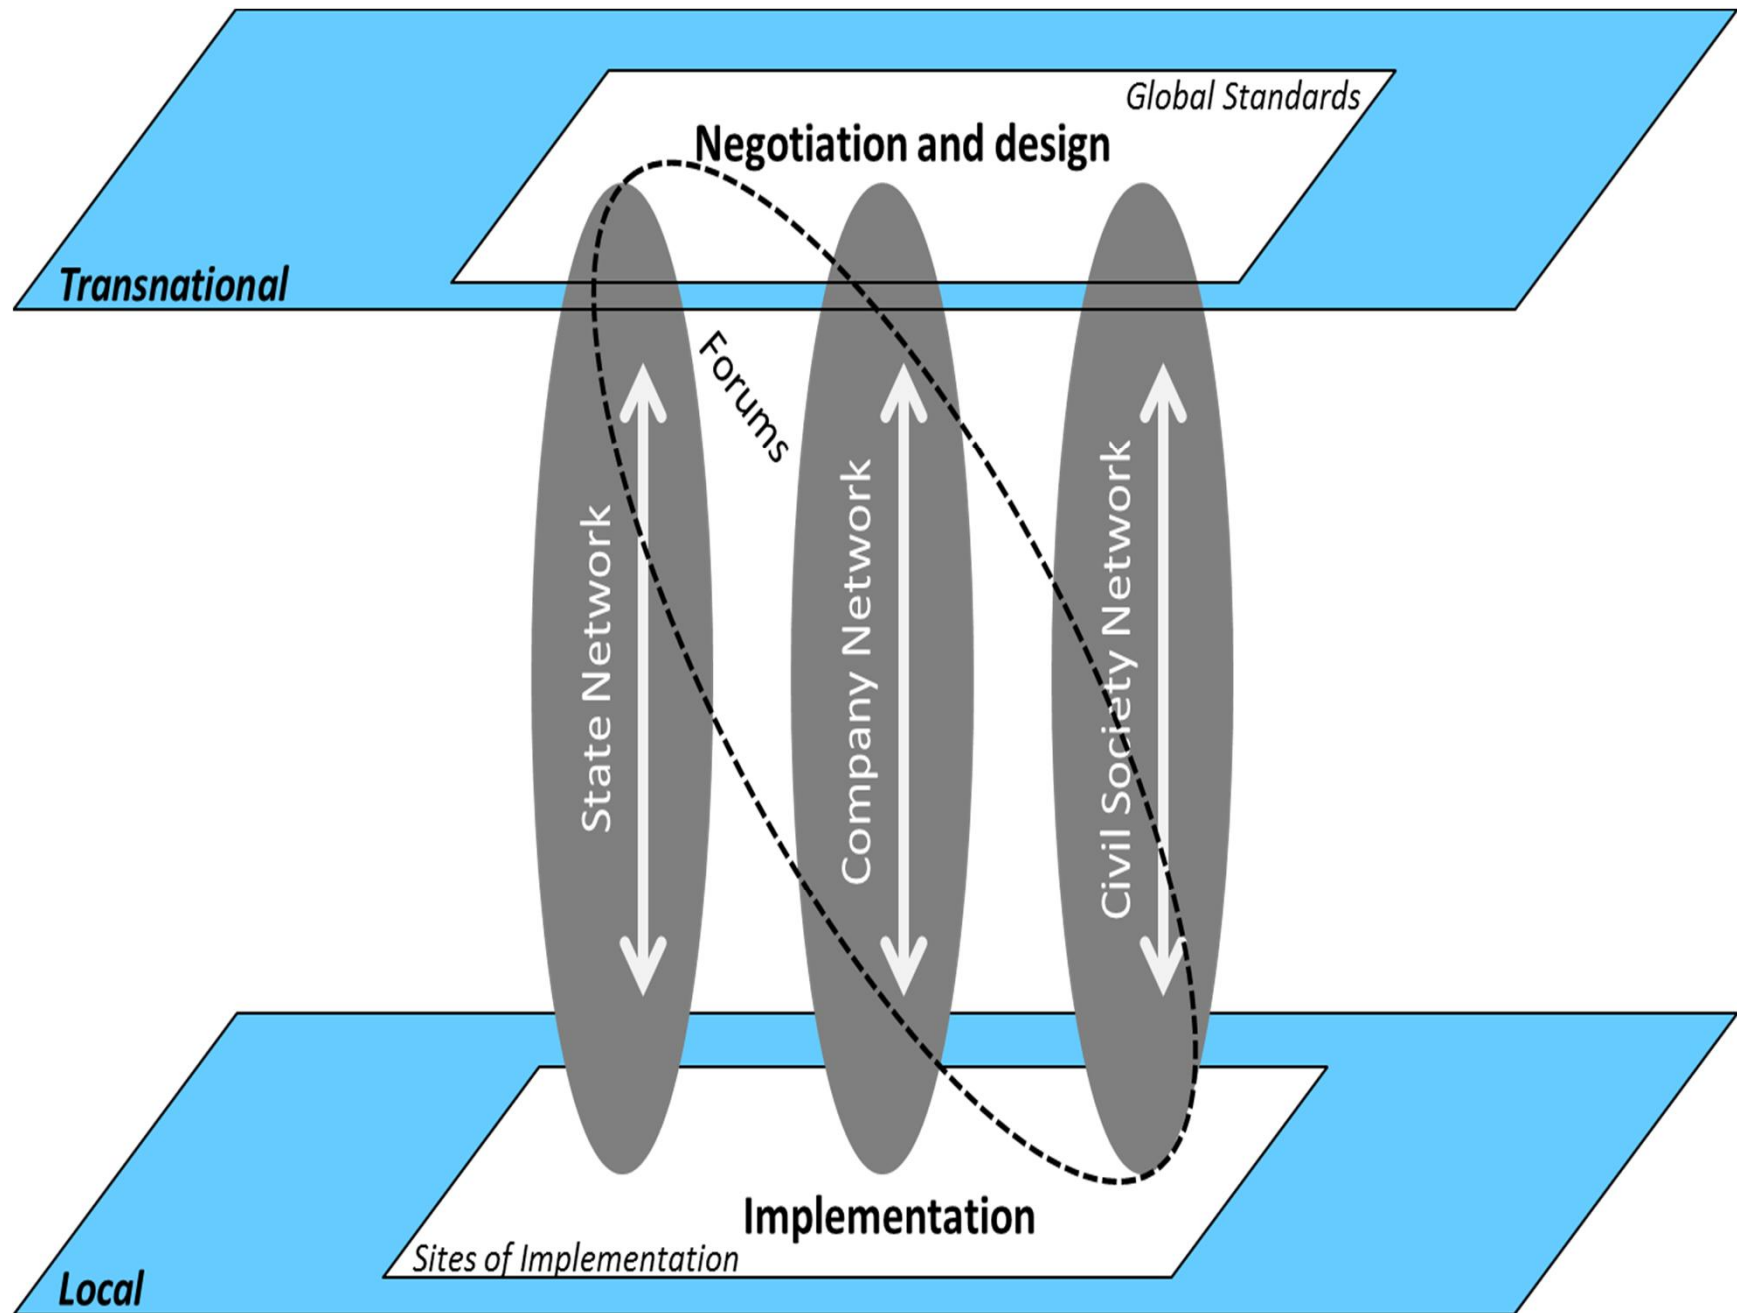 Global Standards
Negotiation and design
Transnational
Forums
State Network
Company Network
Civil Society Network
Implementation
Sites of Implementation
Local